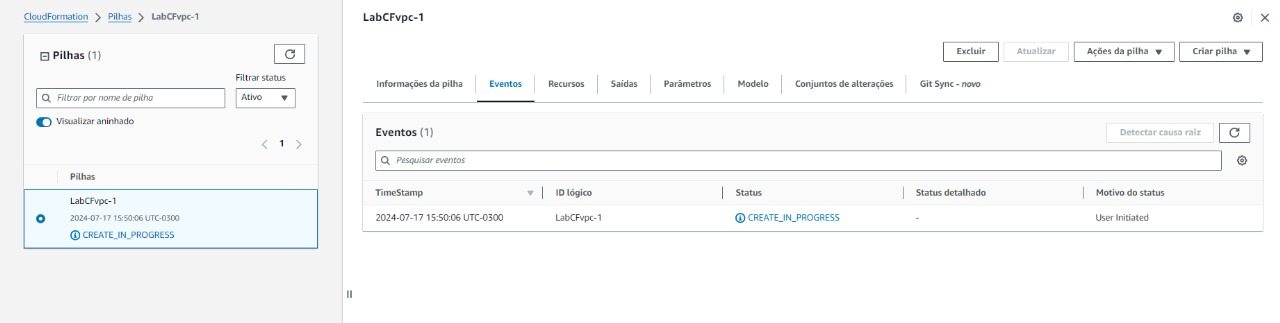 CloudFormation > Pilhas > LabCFvpc-1
Pilhas (1)
Filtrar status
Filtrar por nome de pilha
Ativo
Visualizar aninhado
1
Pilhas
LabCFvpc-1
2024-07-17 15:50:06 UTC-0300
CREATE_IN_PROGRESS
LabCFvpc-1
Excluir Atualizar Ações da pilha Criar pilha
Informações da pilha Eventos Recursos Saídas Parâmetros Modelo Conjuntos de alterações Git Sync - novo
Eventos (1)
Detectar causa raiz
Pesquisar eventos
TimeStamp ID lógico Status Status detalhado Motivo do status
2024-07-17 15:50:06 UTC-0300 LabCFvpc-1 CREATE_IN_PROGRESS - User Initiated